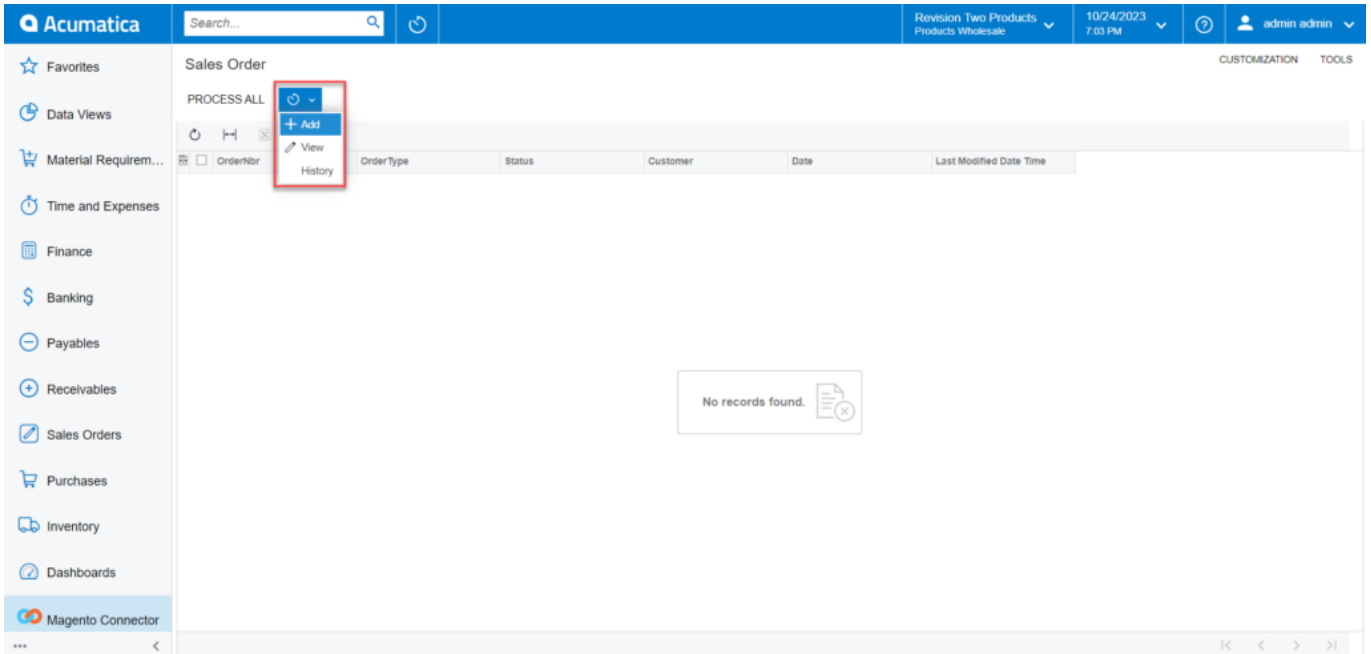 Acumatica
Search...
Revision Two Products
Products Wholesale
10/24/2023
7:03 PM
admin admin
Favorites
Data Views
Material Requirem...
Time and Expenses
Finance
Banking
Payables
Receivables
Sales Orders
Purchases
Inventory
Dashboards
Magento Connector
Sales Order
CUSTOMIZATION TOOLS
PROCESS ALL
Add
View
History
OrderNbr OrderType Status Customer Date Last Modified Date Time
No records found.